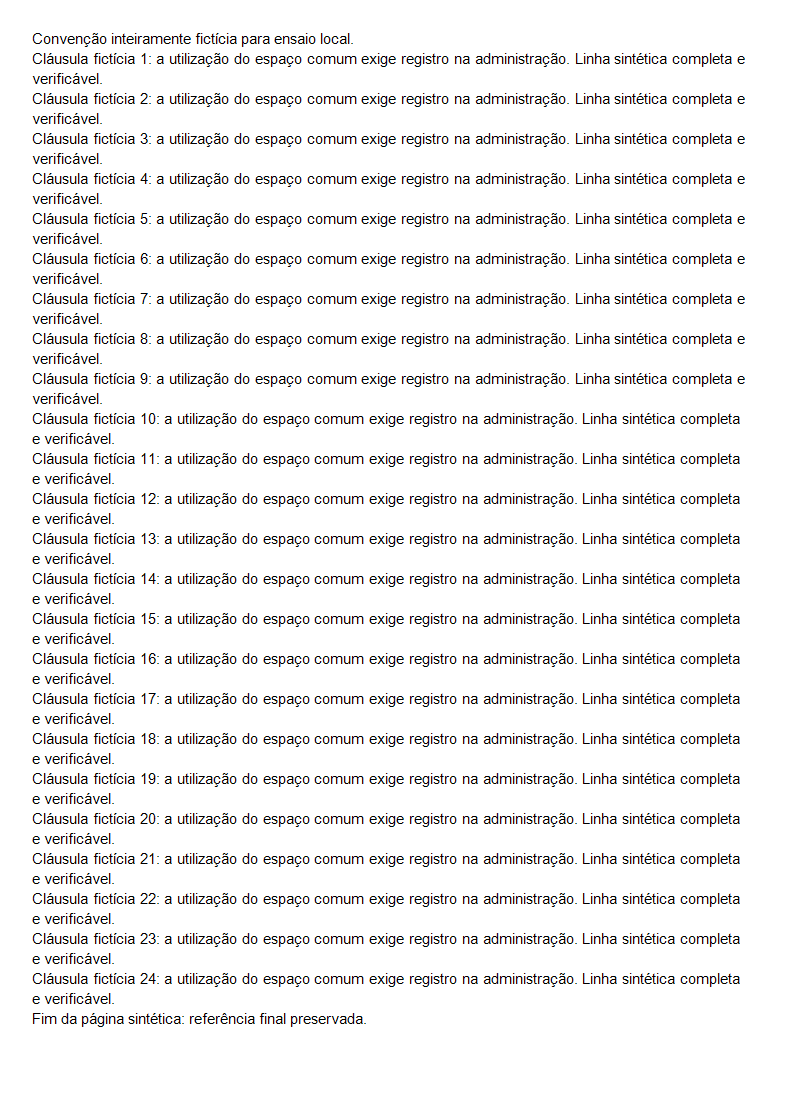 Convenção inteiramente fictícia para ensaio local.
Cláusula fictícia 1: a utilização do espaço comum exige registro na administração. Linha sintética completa e
verificável.
Cláusula fictícia 2: a utilização do espaço comum exige registro na administração. Linha sintética completa e
verificável.
Cláusula fictícia 3: a utilização do espaço comum exige registro na administração. Linha sintética completa e
verificável.
Cláusula fictícia 4: a utilização do espaço comum exige registro na administração. Linha sintética completa e
verificável.
Cláusula fictícia 5: a utilização do espaço comum exige registro na administração. Linha sintética completa e
verificável.
Cláusula fictícia 6: a utilização do espaço comum exige registro na administração. Linha sintética completa e
verificável.
Cláusula fictícia 7: a utilização do espaço comum exige registro na administração. Linha sintética completa e
verificável.
Cláusula fictícia 8: a utilização do espaço comum exige registro na administração. Linha sintética completa e
verificável.
Cláusula fictícia 9: a utilização do espaço comum exige registro na administração. Linha sintética completa e
verificável.
Cláusula fictícia 10: a utilização do espaço comum exige registro na administração. Linha sintética completa
e verificável.
Cláusula fictícia 11: a utilização do espaço comum exige registro na administração. Linha sintética completa
e verificável.
Cláusula fictícia 12: a utilização do espaço comum exige registro na administração. Linha sintética completa
e verificável.
Cláusula fictícia 13: a utilização do espaço comum exige registro na administração. Linha sintética completa
e verificável.
Cláusula fictícia 14: a utilização do espaço comum exige registro na administração. Linha sintética completa
e verificável.
Cláusula fictícia 15: a utilização do espaço comum exige registro na administração. Linha sintética completa
e verificável.
Cláusula fictícia 16: a utilização do espaço comum exige registro na administração. Linha sintética completa
e verificável.
Cláusula fictícia 17: a utilização do espaço comum exige registro na administração. Linha sintética completa
e verificável.
Cláusula fictícia 18: a utilização do espaço comum exige registro na administração. Linha sintética completa
e verificável.
Cláusula fictícia 19: a utilização do espaço comum exige registro na administração. Linha sintética completa
e verificável.
Cláusula fictícia 20: a utilização do espaço comum exige registro na administração. Linha sintética completa
e verificável.
Cláusula fictícia 21: a utilização do espaço comum exige registro na administração. Linha sintética completa
e verificável.
Cláusula fictícia 22: a utilização do espaço comum exige registro na administração. Linha sintética completa
e verificável.
Cláusula fictícia 23: a utilização do espaço comum exige registro na administração. Linha sintética completa
e verificável.
Cláusula fictícia 24: a utilização do espaço comum exige registro na administração. Linha sintética completa
e verificável.
Fim da página sintética: referência final preservada.